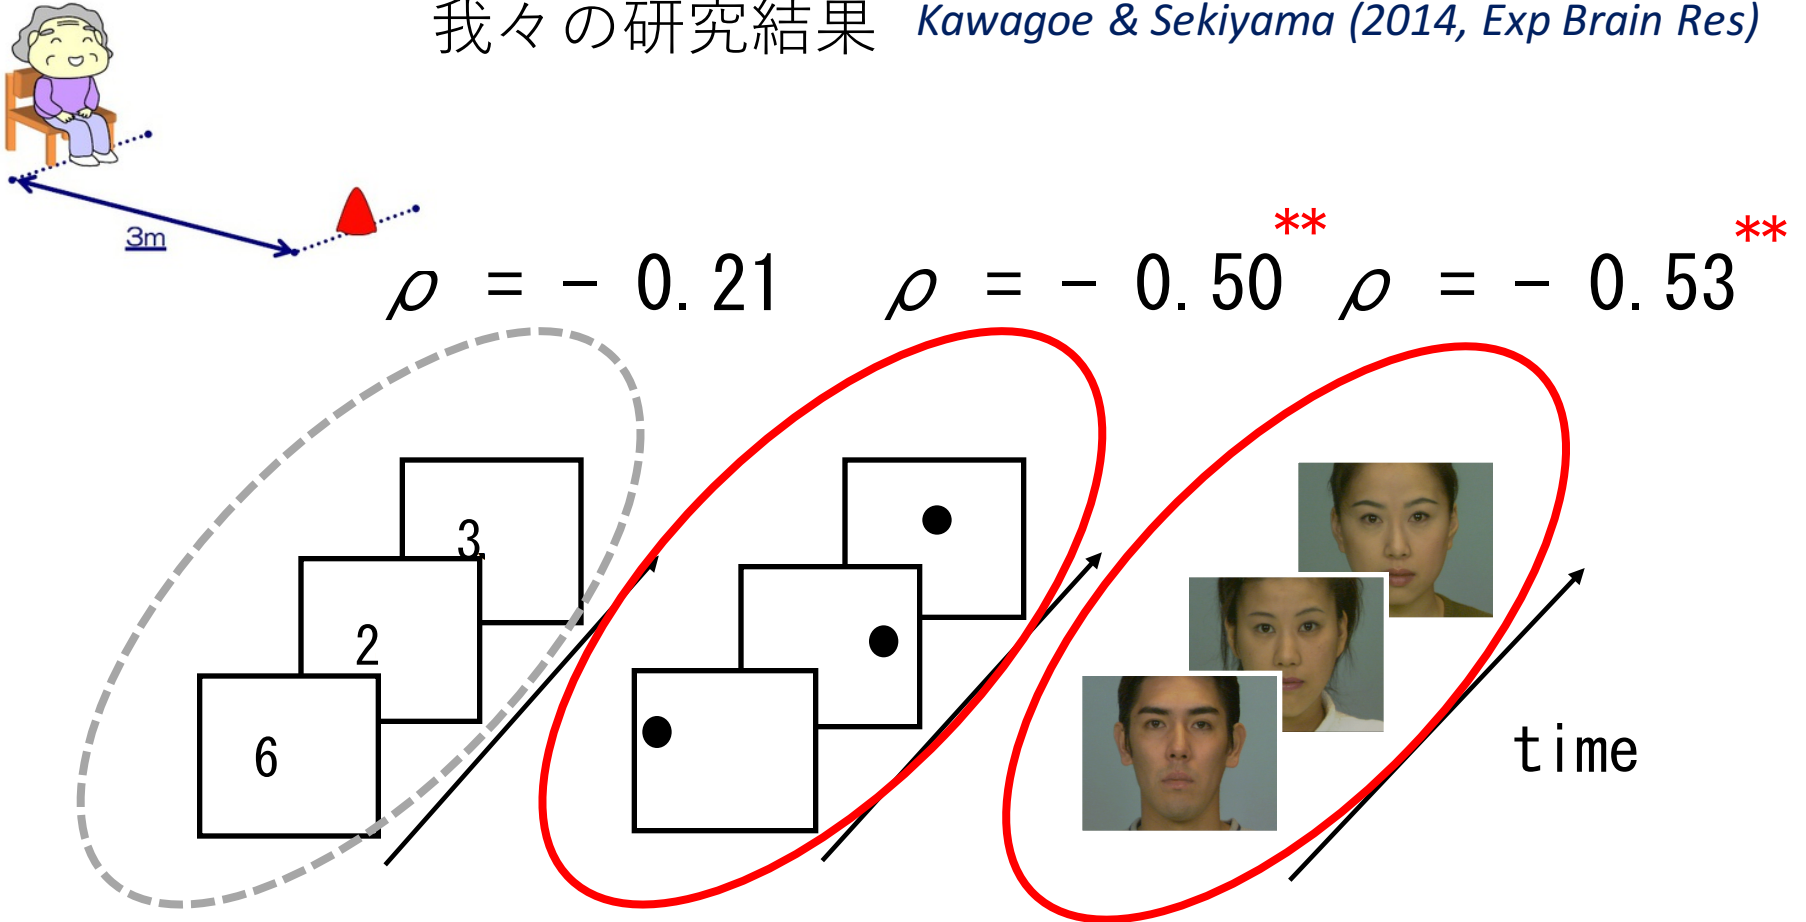 我々の研究結果 Kawagoe & Sekiyama (2014, Exp Brain Res)
3m
ρ = - 0.21 ρ = - 0.50** ρ = - 0.53**
3
2
6
time